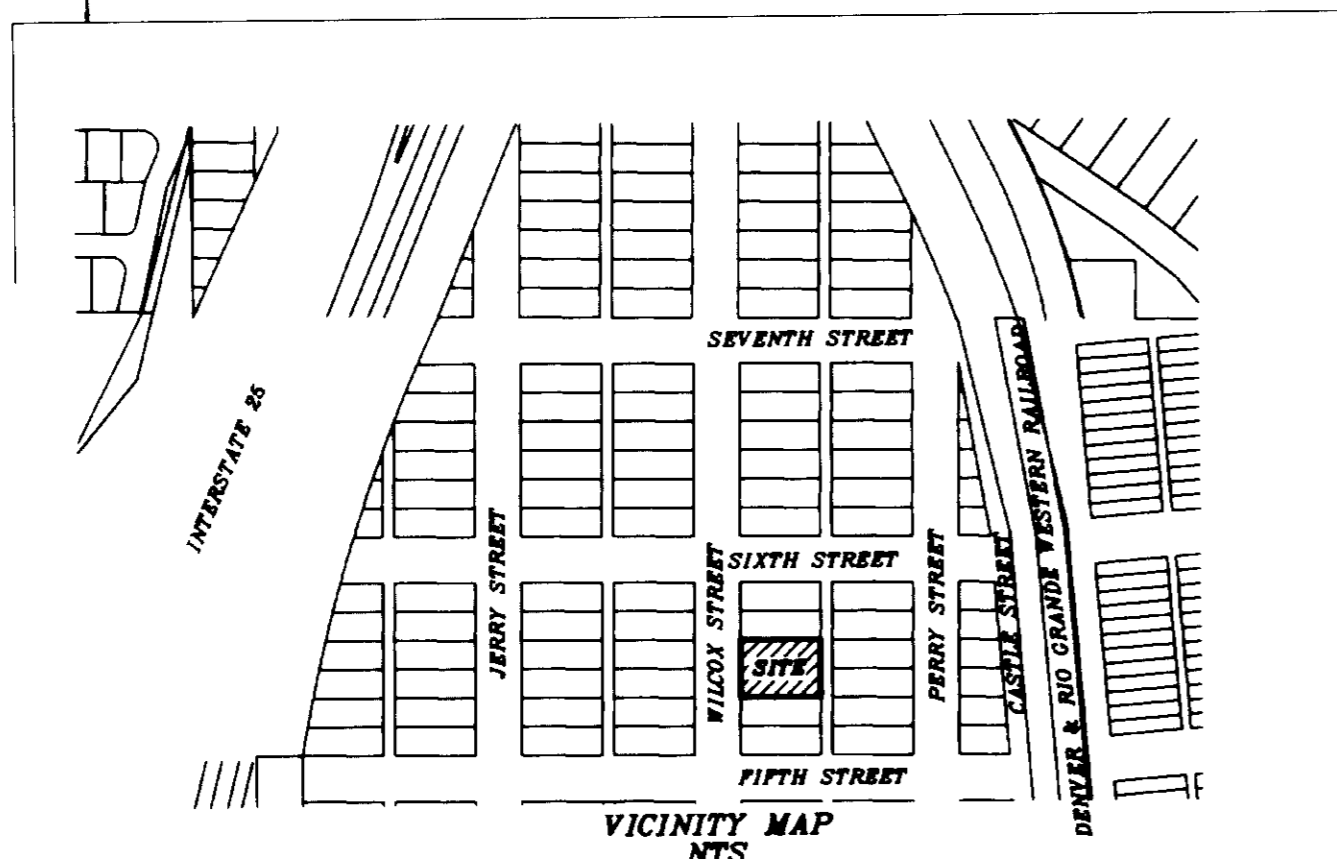 SEVENTH STREET
INTERSTATE 25
JERRY STREET
WILCOX STREET
SIXTH STREET
PERRY STREET
CASTLE STREET
DENVER & RIO GRANDE WESTERN RAILROAD
SITE
FIFTH STREET
VICINITY MAP
NTS